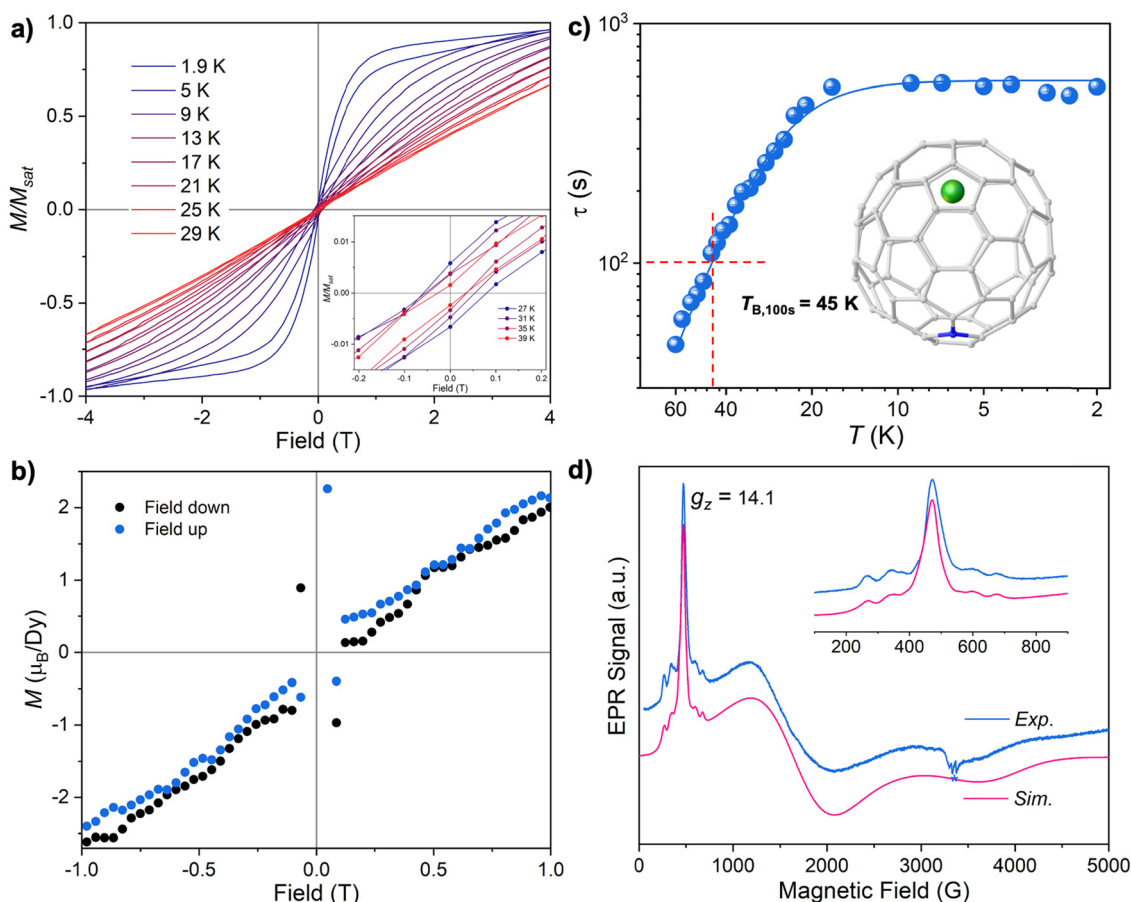 a)
1.0
0.5
0.0
-0.5
-1.0
M/Msat
1.9 K
5 K
9 K
13 K
17 K
21 K
25 K
29 K
-4
-2
0
2
4
Field (T)
0.01
0.00
-0.01
M/Msat
27 K
31 K
35 K
39 K
-0.2
-0.1
0.0
0.1
0.2
Field (T)
c)
10³
10²
τ (s)
TB,100s = 45 K
60
40
20
10
5
2
T (K)
b)
2
1
0
-1
-2
M (μB/Dy)
Field down
Field up
-1.0
-0.5
0.0
0.5
1.0
Field (T)
d)
EPR Signal (a.u.)
gz = 14.1
200
400
600
800
Exp.
**
Sim.
0
1000
2000
3000
4000
5000
Magnetic Field (G)